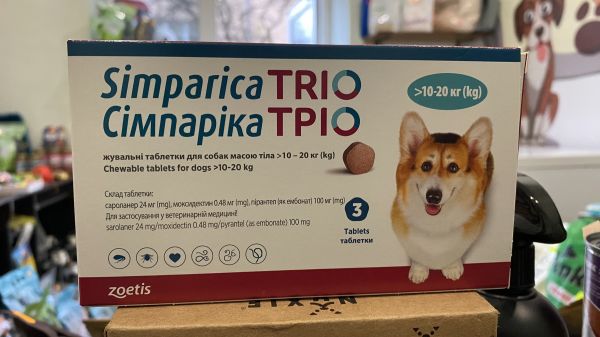 Simparica TRIO
Сімпаріка ТРІО
>10-20 кг (kg)
жувальні таблетки для собак масою тіла >10 – 20 кг (kg)
Chewable tablets for dogs >10-20 kg
Склад таблетки:
сароланер 24 мг (mg), моксидектин 0.48 мг (mg), пірантел (як ембонат) 100 мг (mg)
Для застосування у ветеринарній медицині!
sarolaner 24 mg/moxidectin 0.48 mg/pyrantel (as embonate) 100 mg
3
Tablets
таблетки
zoetis